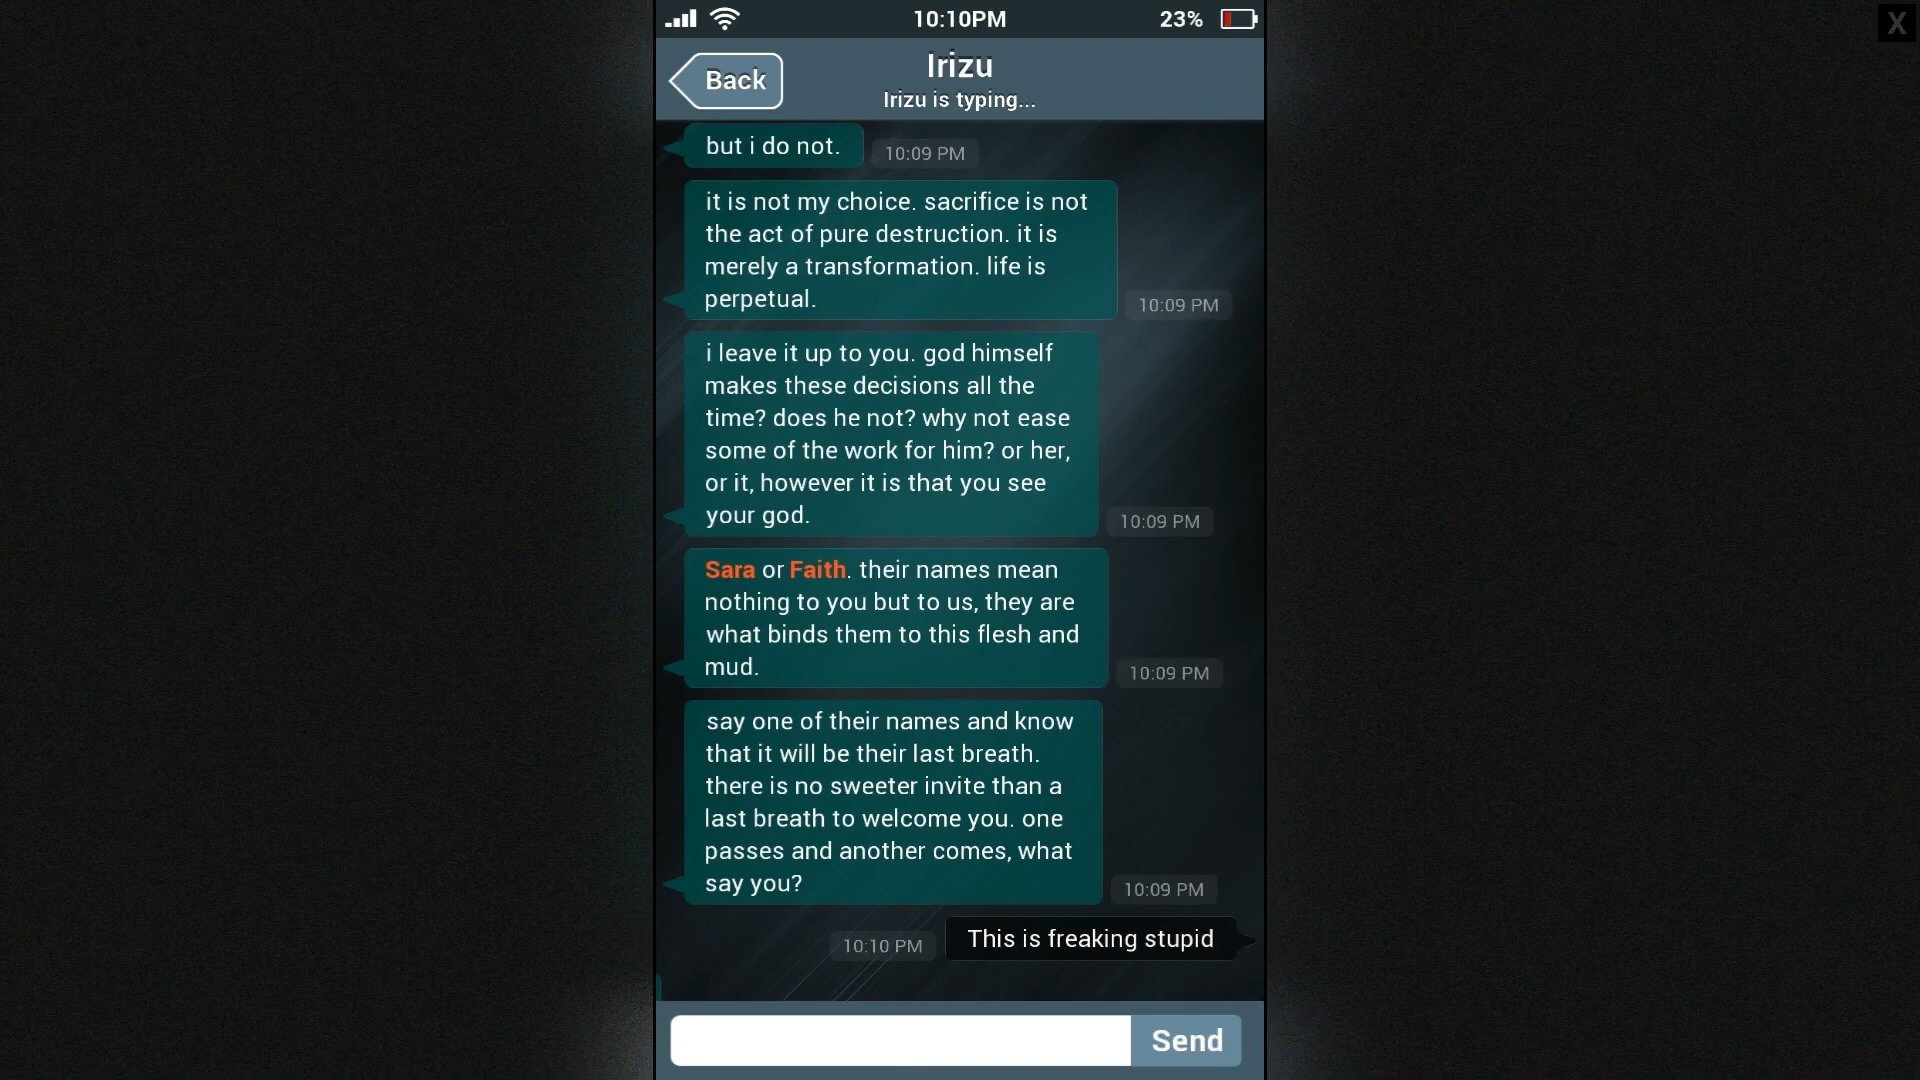 10:10PM
23%
X
Back
Irizu
Irizu is typing...
but i do not.
10:09 PM
it is not my choice. sacrifice is not
the act of pure destruction. it is
merely a transformation. life is
perpetual.
10:09 PM
i leave it up to you. god himself
makes these decisions all the
time? does he not? why not ease
some of the work for him? or her,
or it, however it is that you see
your god.
10:09 PM
Sara or Faith. their names mean
nothing to you but to us, they are
what binds them to this flesh and
mud.
10:09 PM
say one of their names and know
that it will be their last breath.
there is no sweeter invite than a
last breath to welcome you. one
passes and another comes, what
say you?
10:09 PM
10:10 PM
This is freaking stupid
Send